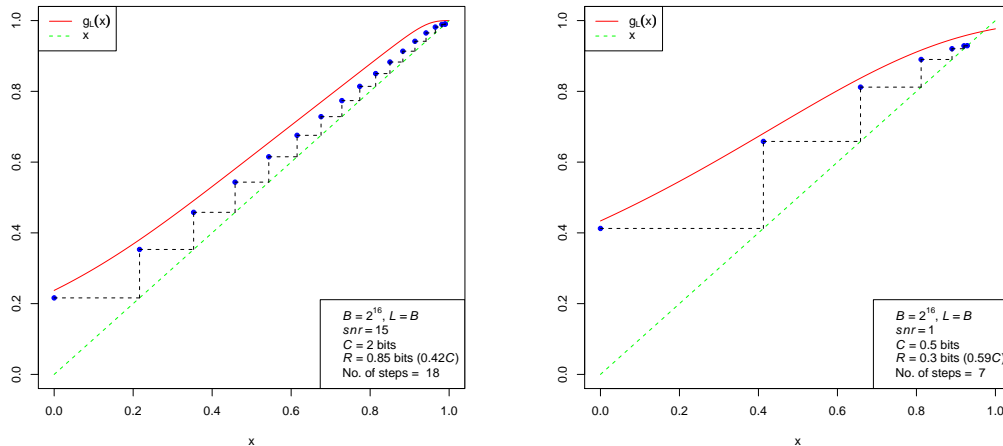 g_L(x)
x
1.0
0.8
0.6
0.4
0.2
0.0
B = 2^16, L = B
snr = 15
C = 2 bits
R = 0.85 bits (0.42C)
No. of steps = 18
0.0 0.2 0.4 0.6 0.8 1.0
x
g_L(x)
x
1.0
0.8
0.6
0.4
0.2
0.0
B = 2^16, L = B
snr = 1
C = 0.5 bits
R = 0.3 bits (0.59C)
No. of steps = 7
0.0 0.2 0.4 0.6 0.8 1.0
x